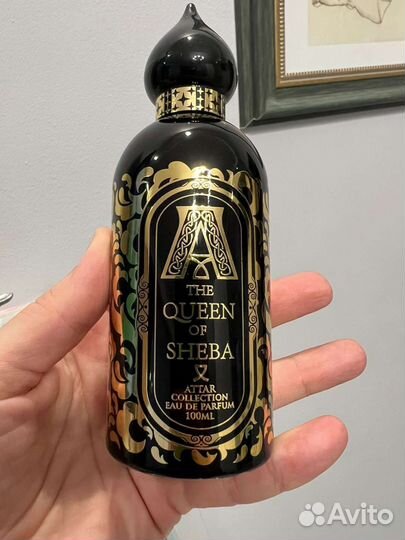 A
THE
QUEEN
OF
SHEBA
ATTAR
COLLECTION
EAU DE PARFUM
100ML
Avito